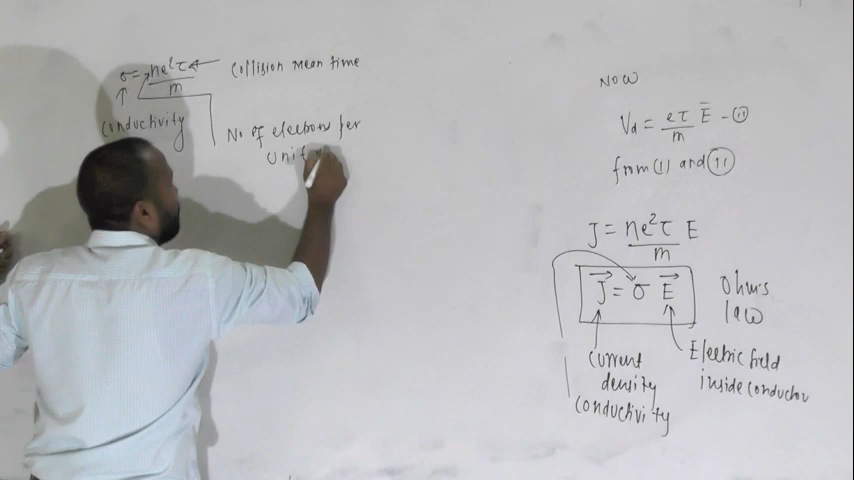 σ = ne²τ/m ← Collision mean time
↑
Conductivity
No of electrons per
unit
NOW
Vd = eτ/m E̅ - (ii)
from (i) and (ii)
J = ne²τ/m E
J⃗ = σ E⃗
Ohm's
law
Current
density
Electric field
inside conductor
Conductivity